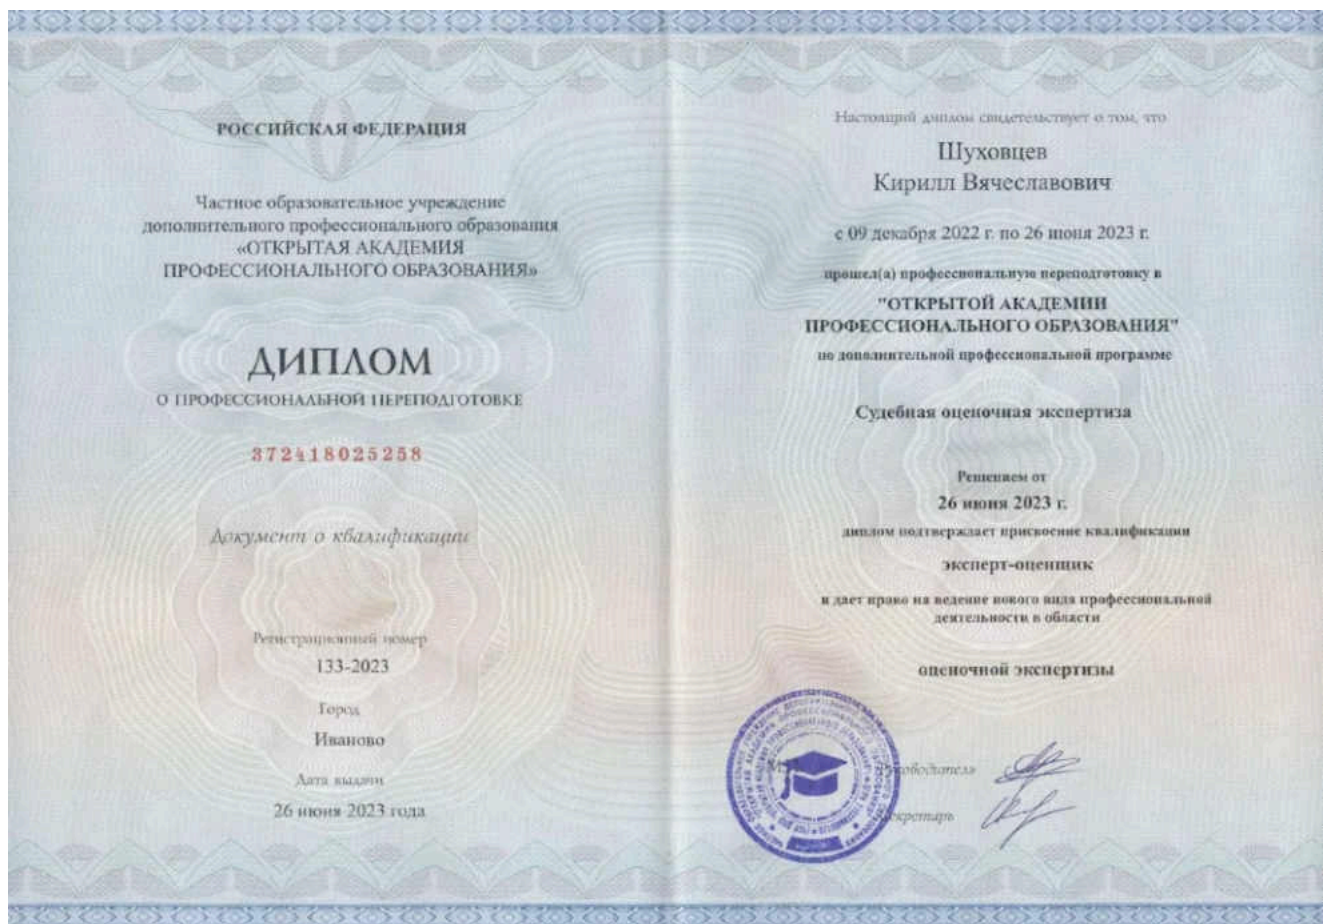 РОССИЙСКАЯ ФЕДЕРАЦИЯ
Частное образовательное учреждение
дополнительного профессионального образования
«ОТКРЫТАЯ АКАДЕМИЯ
ПРОФЕССИОНАЛЬНОГО ОБРАЗОВАНИЯ»
ДИПЛОМ
О ПРОФЕССИОНАЛЬНОЙ ПЕРЕПОДГОТОВКЕ
372418025258
Документ о квалификации
Регистрационный номер
133-2023
Город
Иваново
Дата выдачи
26 июня 2023 года
Настоящий диплом свидетельствует о том, что
Шуховцев
Кирилл Вячеславович
с 09 декабря 2022 г. по 26 июня 2023 г.
прошел(а) профессиональную переподготовку в
"ОТКРЫТОЙ АКАДЕМИИ
ПРОФЕССИОНАЛЬНОГО ОБРАЗОВАНИЯ"
по дополнительной профессиональной программе
Судебная оценочная экспертиза
Решением от
26 июня 2023 г.
диплом подтверждает присвоение квалификации
эксперт-оценщик
и дает право на ведение нового вида профессиональной
деятельности в области
оценочной экспертизы
Руководитель
Секретарь